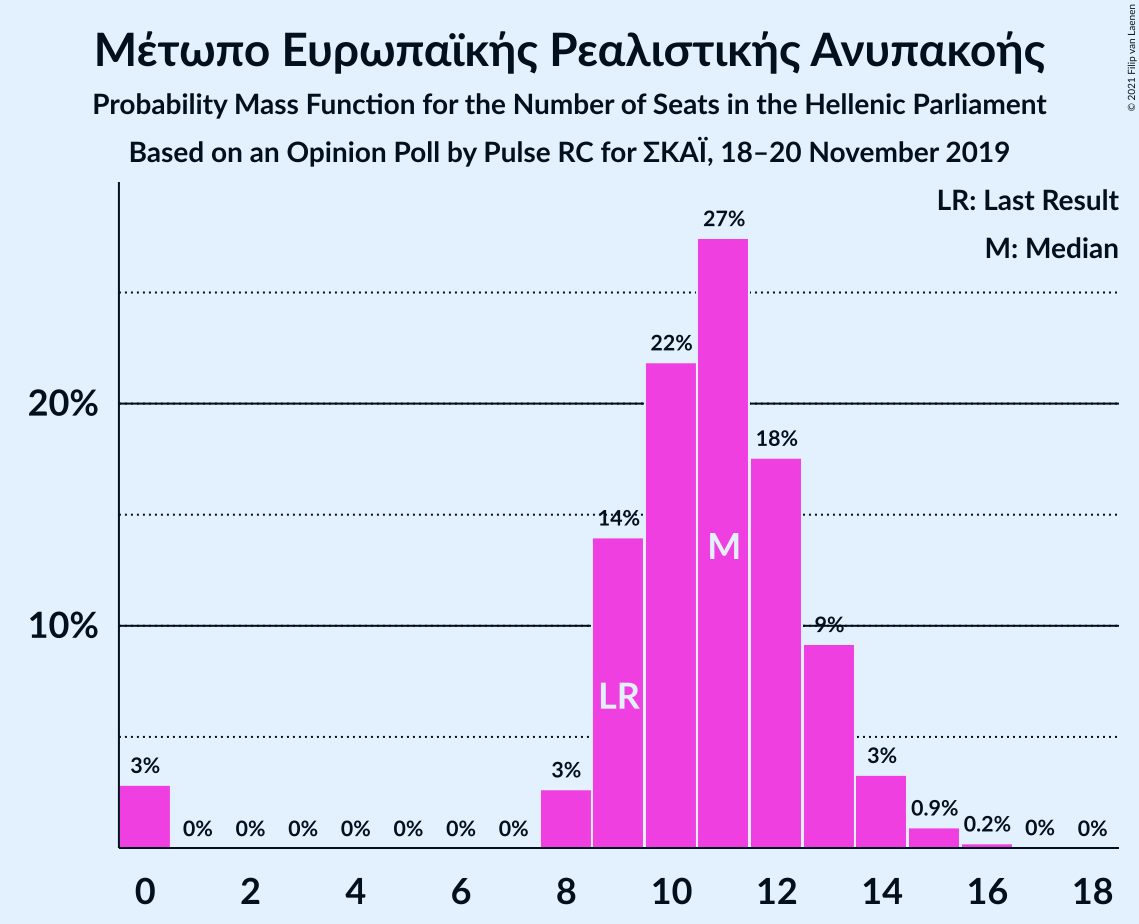 Μέτωπο Ευρωπαϊκής Ρεαλιστικής Ανυπακοής
Probability Mass Function for the Number of Seats in the Hellenic Parliament
Based on an Opinion Poll by Pulse RC for ΣΚΑΪ, 18–20 November 2019
© 2021 Filip van Laenen
LR: Last Result
M: Median
27%
22%
20%
18%
14%
M
10%
9%
LR
3%
3%
3%
0.9%
0.2%
0% 0% 0% 0% 0% 0% 0% 0% 0%
0 2 4 6 8 10 12 14 16 18